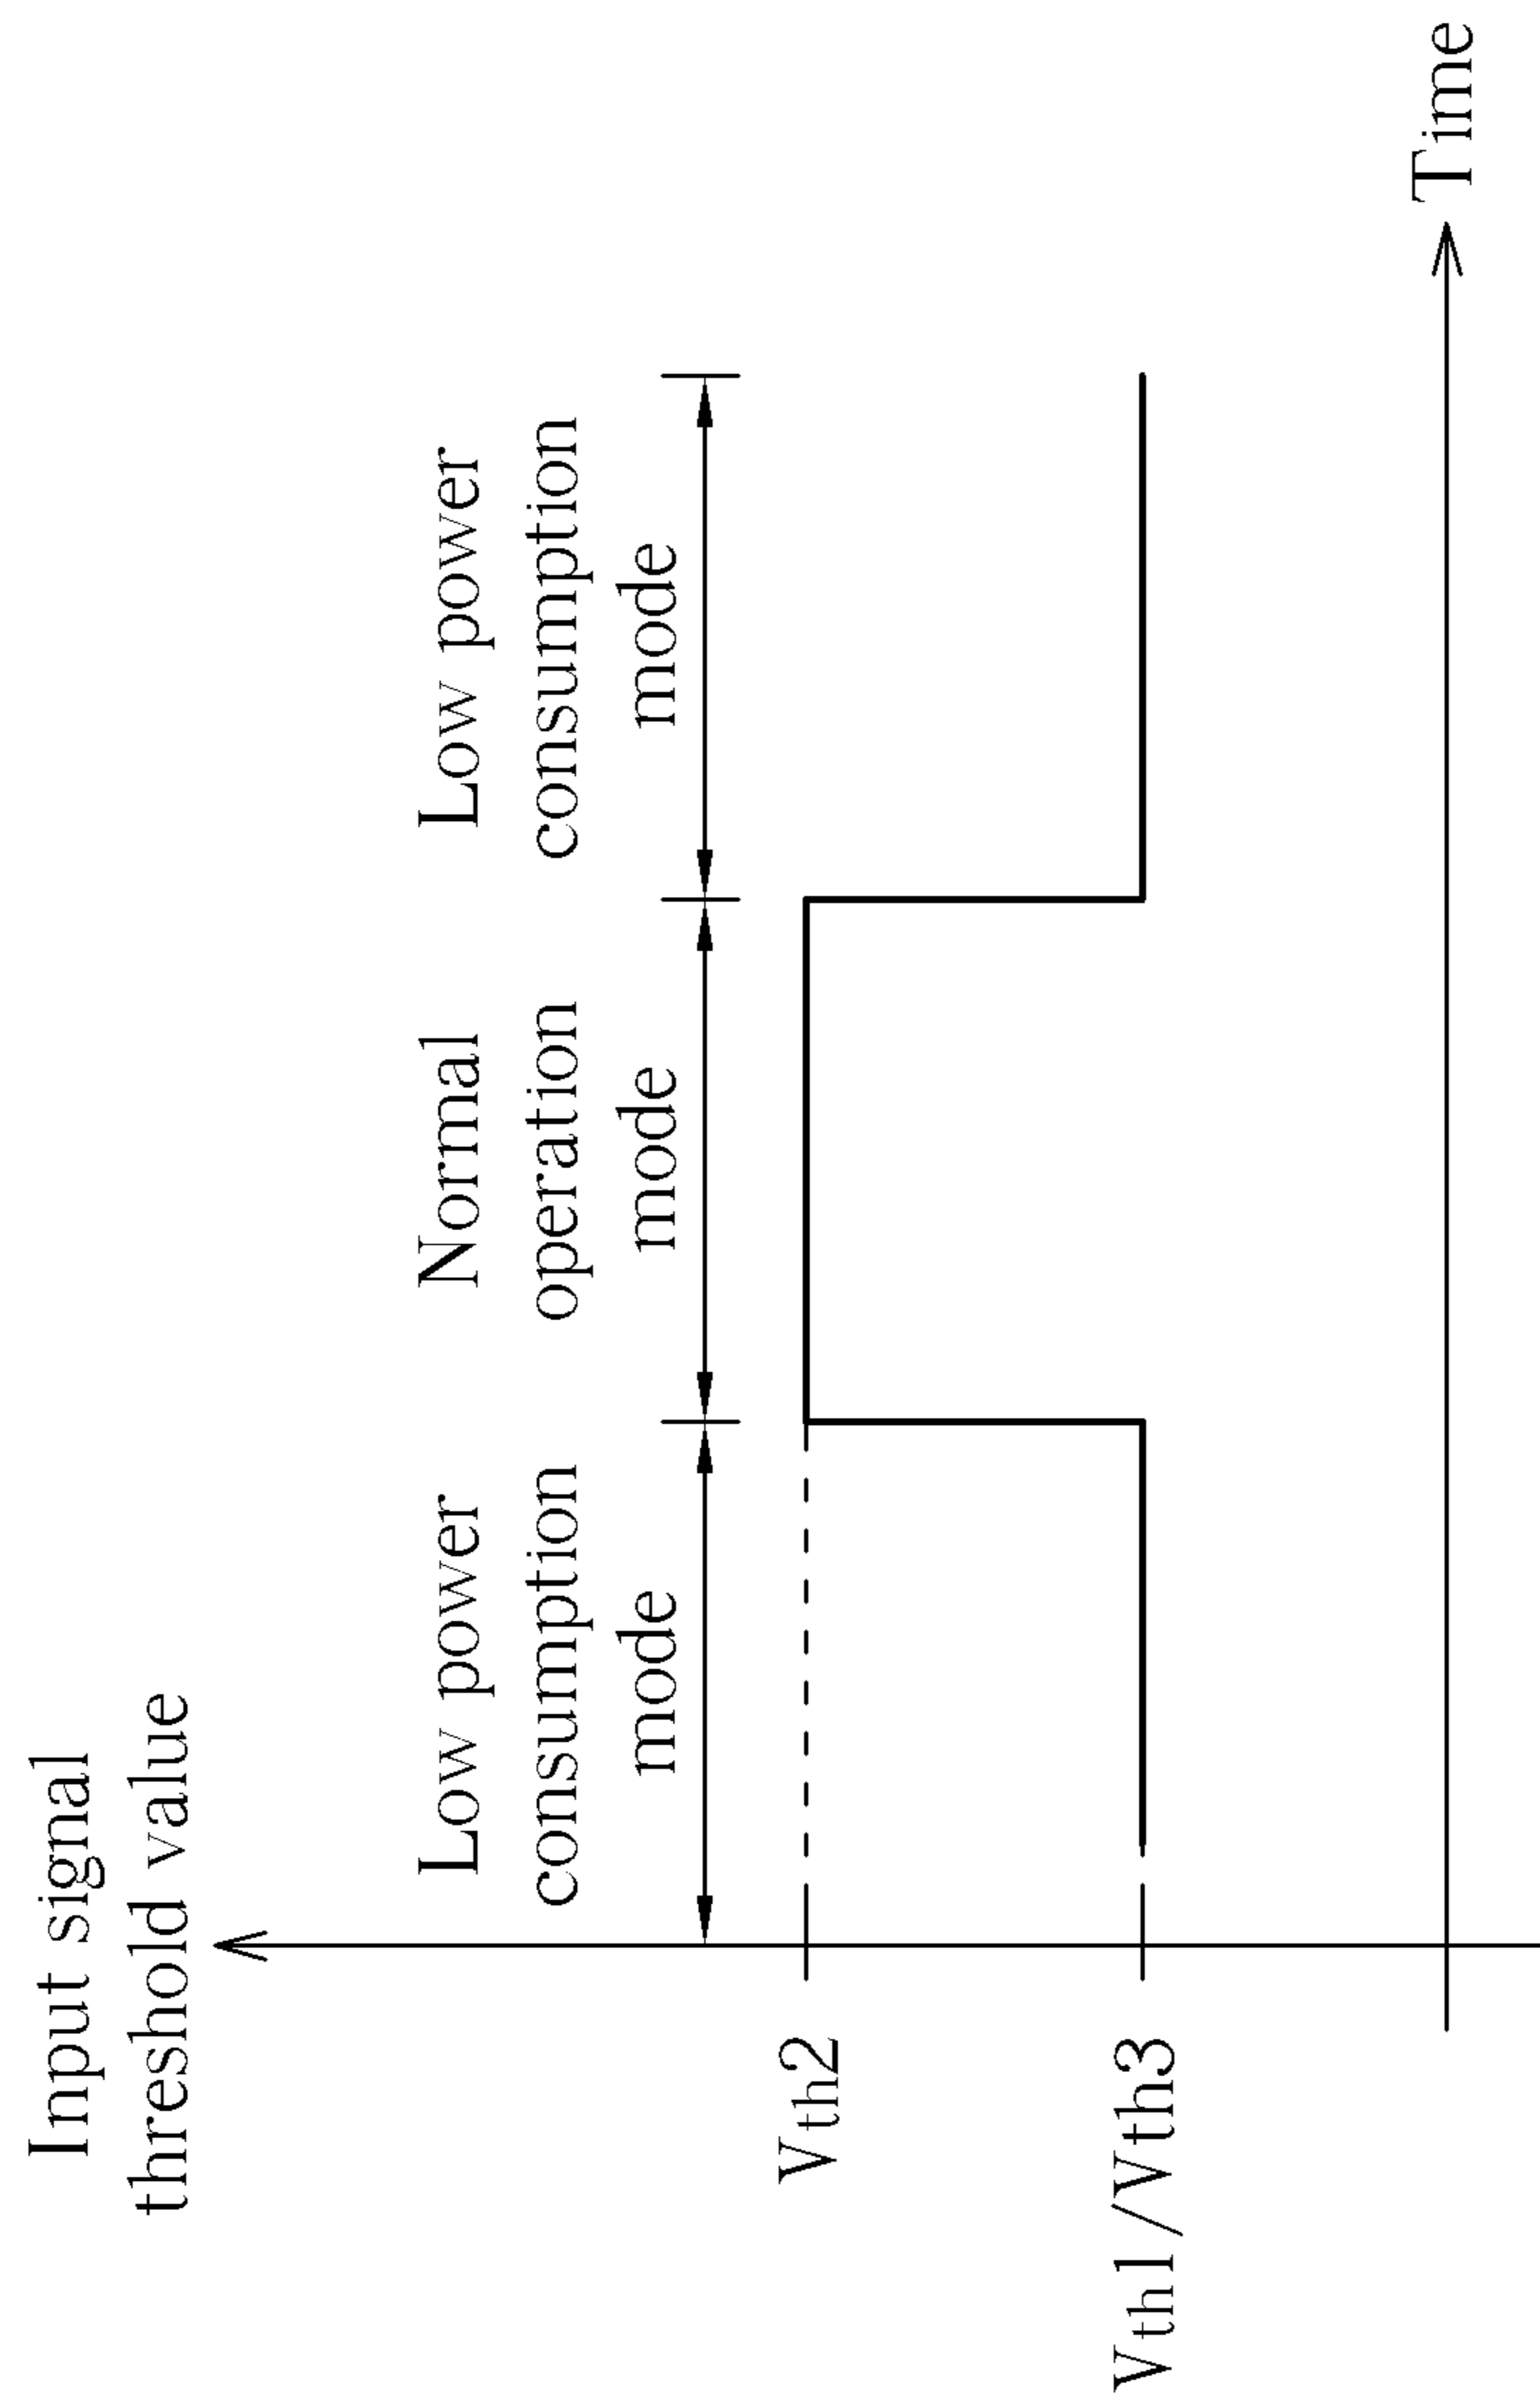 Input signal
threshold value
Low power
consumption
mode
Normal
operation
mode
Low power
consumption
mode
Vth2
Vth1/Vth3
Time